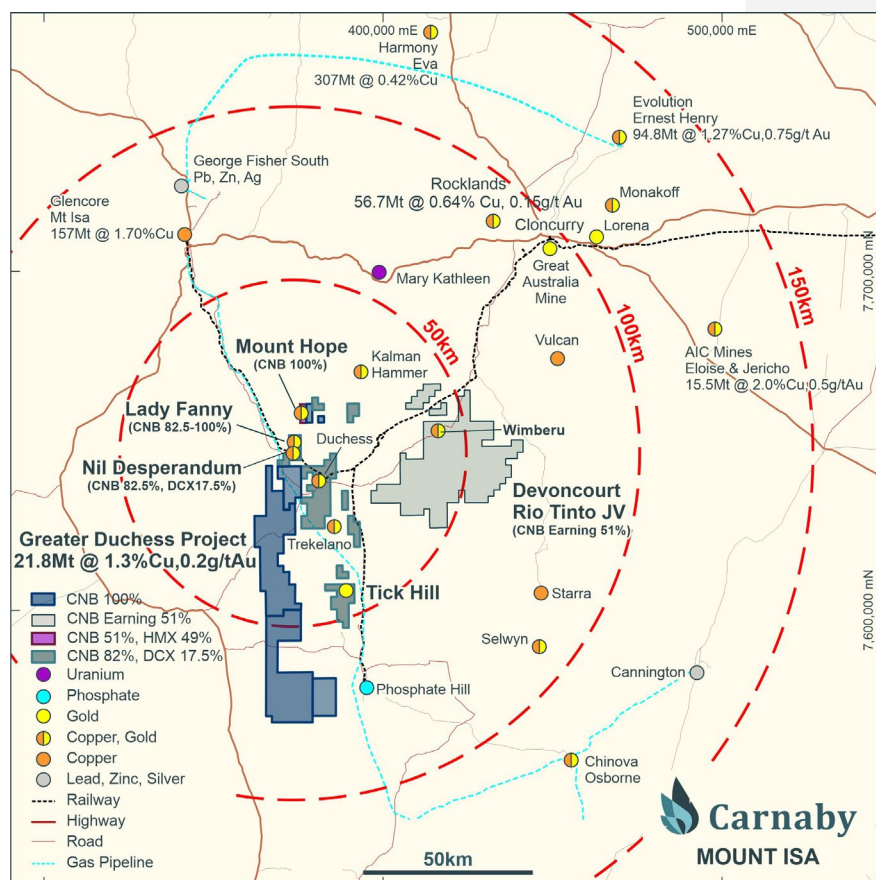 400,000 mE
500,000 mE
Harmony
Eva
307Mt @ 0.42%Cu
Evolution
Ernest Henry
94.8Mt @ 1.27%Cu,0.75g/t Au
George Fisher South
Pb, Zn, Ag
Glencore
Mt Isa
157Mt @ 1.70%Cu
Rocklands
56.7Mt @ 0.64% Cu, 0.15g/t Au
Monakoff
Cloncurry
Lorena
Great
Australia
Mine
Mary Kathleen
7,700,000 mN
50km
100km
150km
Mount Hope
(CNB 100%)
Kalman
Hammer
Vulcan
AIC Mines
Eloise & Jericho
15.5Mt @ 2.0%Cu,0.5g/tAu
Lady Fanny
(CNB 82.5-100%)
Duchess
Wimberu
Nil Desperandum
(CNB 82.5%, DCX17.5%)
Devoncourt
Rio Tinto JV
(CNB Earning 51%)
Greater Duchess Project
21.8Mt @ 1.3%Cu,0.2g/tAu
Trekelano
Tick Hill
Starra
7,600,000 mN
Selwyn
Cannington
Phosphate Hill
Chinova
Osborne
CNB 100%
CNB Earning 51%
CNB 51%, HMX 49%
CNB 82%, DCX 17.5%
Uranium
Phosphate
Gold
Copper, Gold
Copper
Lead, Zinc, Silver
Railway
Highway
Road
Gas Pipeline
50km
Carnaby
MOUNT ISA